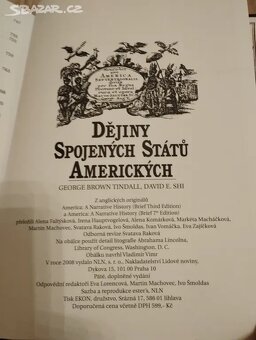 SBAZAR.CZ
AMERICA
DĚJINY
SPOJENÝCH STÁTŮ
AMERICKÝCH
GEORGE BROWN TINDALL, DAVID E. SHI
Z anglických originálů
America: A Narrative History (Brief Third Edition)
a America: A Narrative History (Brief 7th Edition)
přeložili Alena Faltýsková, Irena Hauptvogelová, Alena Komárková, Markéta Macháčková,
Martin Machovec, Svatava Raková, Ivo Šmoldas, Ivan Vomáčka, Eva Zajíčková
Odborná revize Svatava Raková
Na obálce použit detail litografie Abrahama Lincolna,
Library of Congress, Washington, D. C.
Obálku navrhl Vladimír Vimr
V roce 2008 vydalo NLN, s. r. o., Nakladatelství Lidové noviny,
Dykova 15, 101 00 Praha 10
Páté, doplněné vydání
Odpovědní redaktoři Eva Lorencová, Martin Machovec, Ivo Šmoldas
Sazba a reprodukce ester's, NLN
Tisk EKON, družstvo, Srázná 17, 586 01 Jihlava
Doporučená cena včetně DPH 599,- Kč